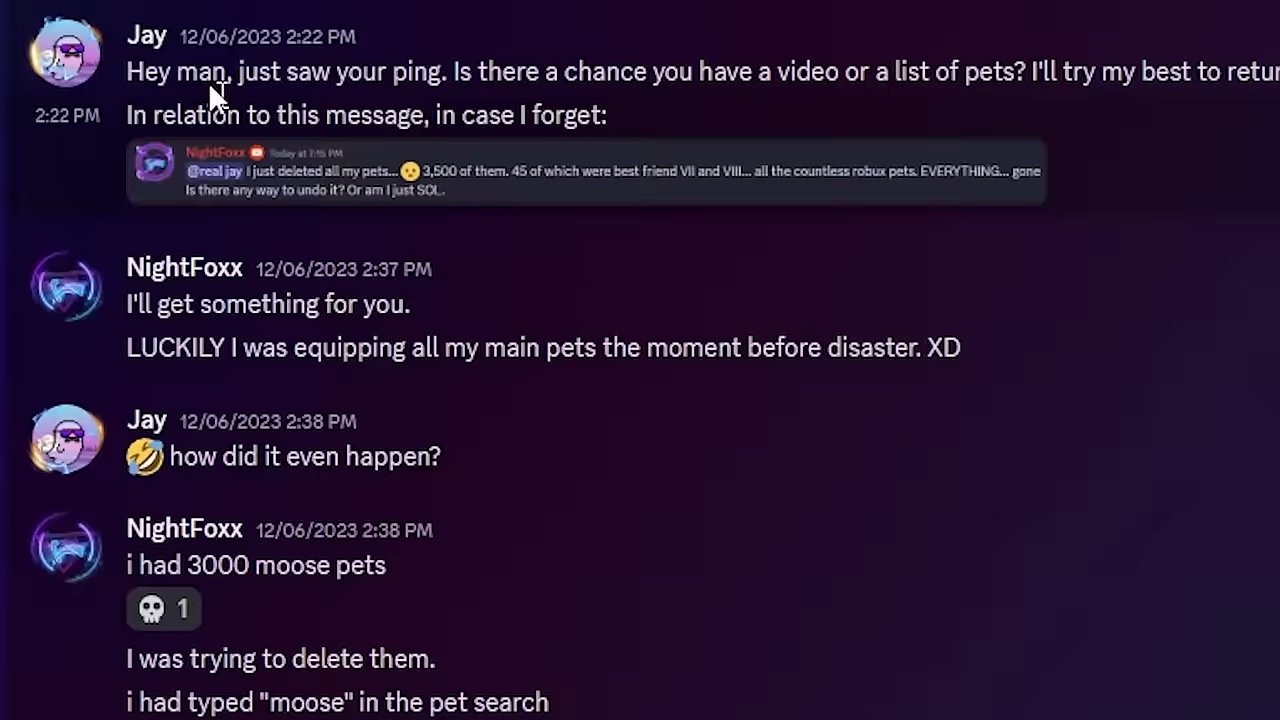 Jay 12/06/2023 2:22 PM
Hey man, just saw your ping. Is there a chance you have a video or a list of pets? I'll try my best to retur
2:22 PM In relation to this message, in case I forget:
NightFoxx Today at 7:15 PM
@real jay I just deleted all my pets... 😟 3,500 of them. 45 of which were best friend VII and VIII... all the countless robux pets. EVERYTHING... gone
Is there any way to undo it? Or am I just SOL.
NightFoxx 12/06/2023 2:37 PM
I'll get something for you.
LUCKILY I was equipping all my main pets the moment before disaster. XD
Jay 12/06/2023 2:38 PM
🤣 how did it even happen?
NightFoxx 12/06/2023 2:38 PM
i had 3000 moose pets
💀 1
I was trying to delete them.
i had typed "moose" in the pet search